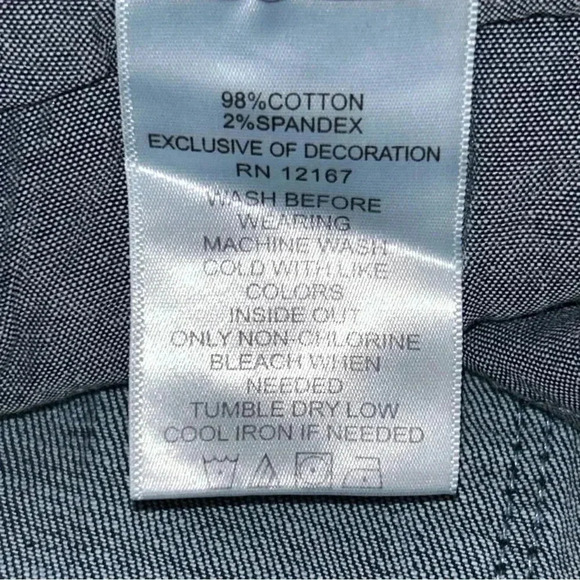 98%COTTON
2%SPANDEX
EXCLUSIVE OF DECORATION
RN 12167
WASH BEFORE
WEARING
MACHINE WASH
COLD WITH LIKE
COLORS
INSIDE OUT
ONLY NON-CHLORINE
BLEACH WHEN
NEEDED
TUMBLE DRY LOW
COOL IRON IF NEEDED